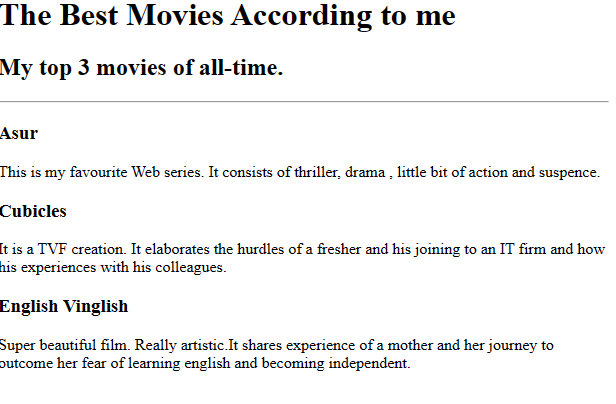 The Best Movies According to me
My top 3 movies of all-time.
Asur
This is my favourite Web series. It consists of thriller, drama , little bit of action and suspence.
Cubicles
It is a TVF creation. It elaborates the hurdles of a fresher and his joining to an IT firm and how
his experiences with his colleagues.
English Vinglish
Super beautiful film. Really artistic.It shares experience of a mother and her journey to
outcome her fear of learning english and becoming independent.